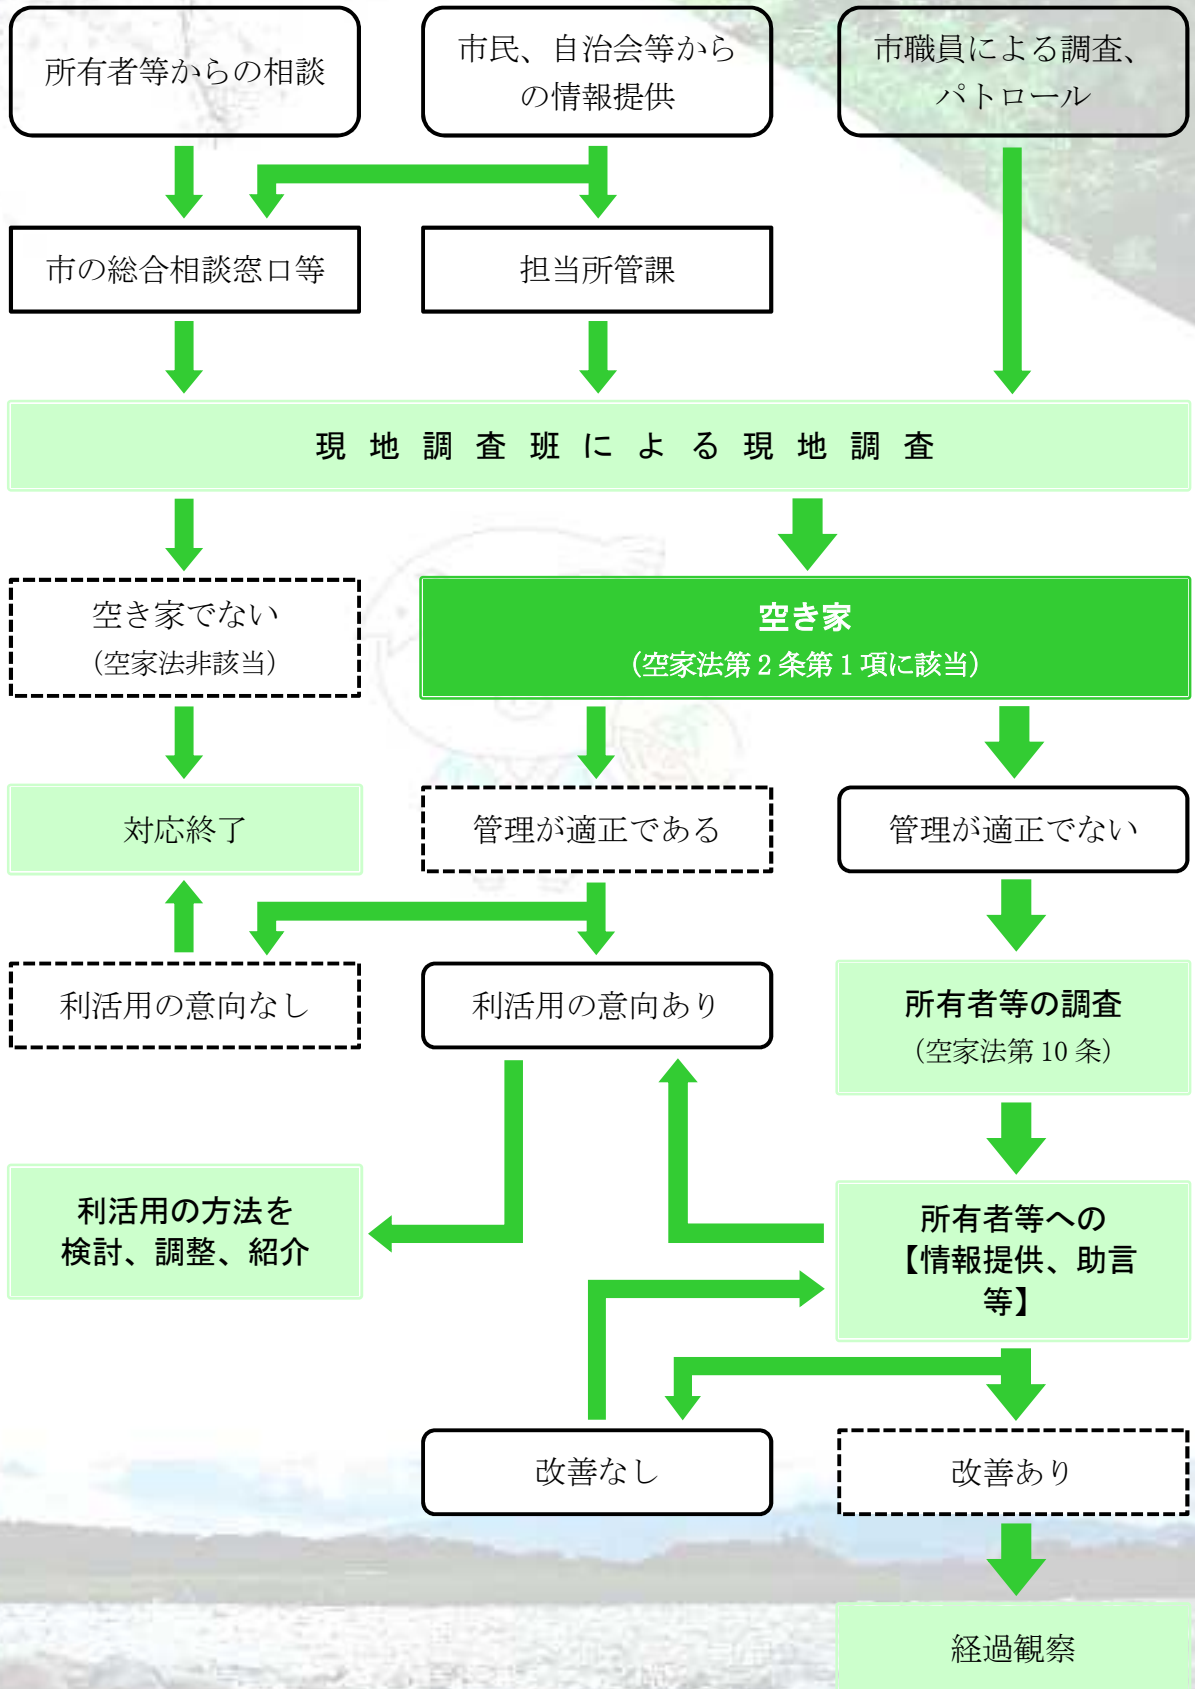 所有者等からの相談
市民、自治会等から
の情報提供
市職員による調査、
パトロール
市の総合相談窓口等
担当所管課
現地調査班による現地調査
空き家でない
（空家法非該当）
空き家
（空家法第2条第1項に該当）
対応終了
管理が適正である
管理が適正でない
利活用の意向なし
利活用の意向あり
所有者等の調査
（空家法第10条）
利活用の方法を
検討、調整、紹介
所有者等への
【情報提供、助言
等】
改善なし
改善あり
経過観察